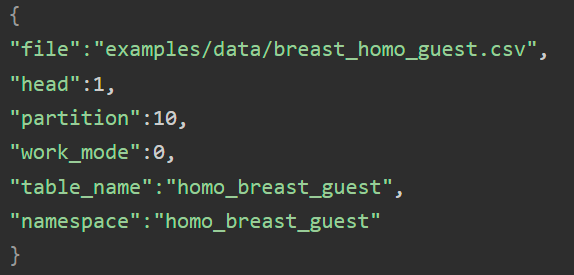 {
"file":"examples/data/breast_homo_guest.csv",
"head":1,
"partition":10,
"work_mode":0,
"table_name":"homo_breast_guest",
"namespace":"homo_breast_guest"
}